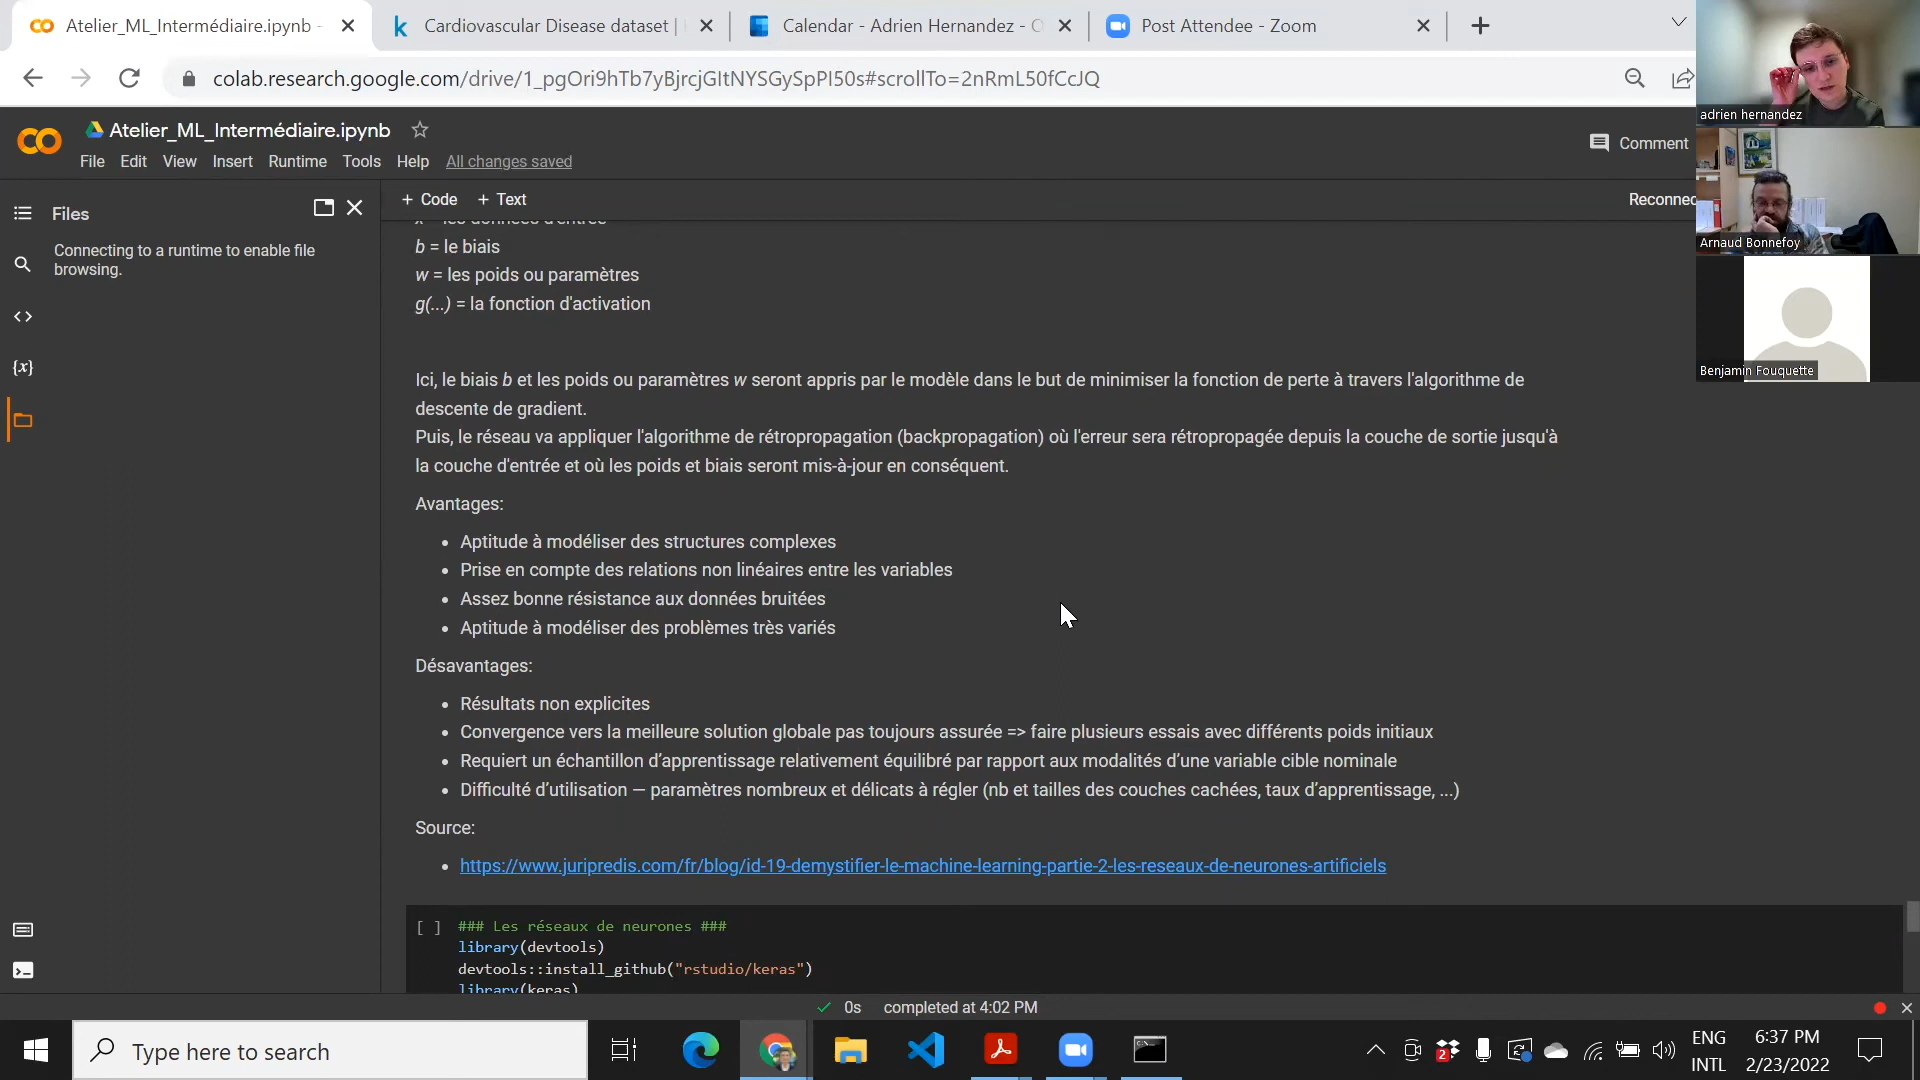 Atelier_ML_Intermédiaire.ipynb -
Cardiovascular Disease dataset |
Calendar - Adrien Hernandez - O
Post Attendee - Zoom
colab.research.google.com/drive/1_pgOri9hTb7yBjrcjGItNYSGySpPI50s#scrollTo=2nRmL50fCcJQ
adrien hernandez
Arnaud Bonnefoy
Benjamin Fouquette
Atelier_ML_Intermédiaire.ipynb
File Edit View Insert Runtime Tools Help All changes saved
Comment
Files
+ Code + Text
Reconnec
Connecting to a runtime to enable file
browsing.
x = les données d'entrée
b = le biais
w = les poids ou paramètres
g(...) = la fonction d'activation
Ici, le biais b et les poids ou paramètres w seront appris par le modèle dans le but de minimiser la fonction de perte à travers l'algorithme de
descente de gradient.
Puis, le réseau va appliquer l'algorithme de rétropropagation (backpropagation) où l'erreur sera rétropropagée depuis la couche de sortie jusqu'à
la couche d'entrée et où les poids et biais seront mis-à-jour en conséquent.
Avantages:
• Aptitude à modéliser des structures complexes
• Prise en compte des relations non linéaires entre les variables
• Assez bonne résistance aux données bruitées
• Aptitude à modéliser des problèmes très variés
Désavantages:
• Résultats non explicites
• Convergence vers la meilleure solution globale pas toujours assurée => faire plusieurs essais avec différents poids initiaux
• Requiert un échantillon d’apprentissage relativement équilibré par rapport aux modalités d’une variable cible nominale
• Difficulté d’utilisation — paramètres nombreux et délicats à régler (nb et tailles des couches cachées, taux d’apprentissage, ...)
Source:
• https://www.juripredis.com/fr/blog/id-19-demystifier-le-machine-learning-partie-2-les-reseaux-de-neurones-artificiels
[ ] ### Les réseaux de neurones ###
library(devtools)
devtools::install_github("rstudio/keras")
library(keras)
0s completed at 4:02 PM
Type here to search
2
ENG
INTL
6:37 PM
2/23/2022